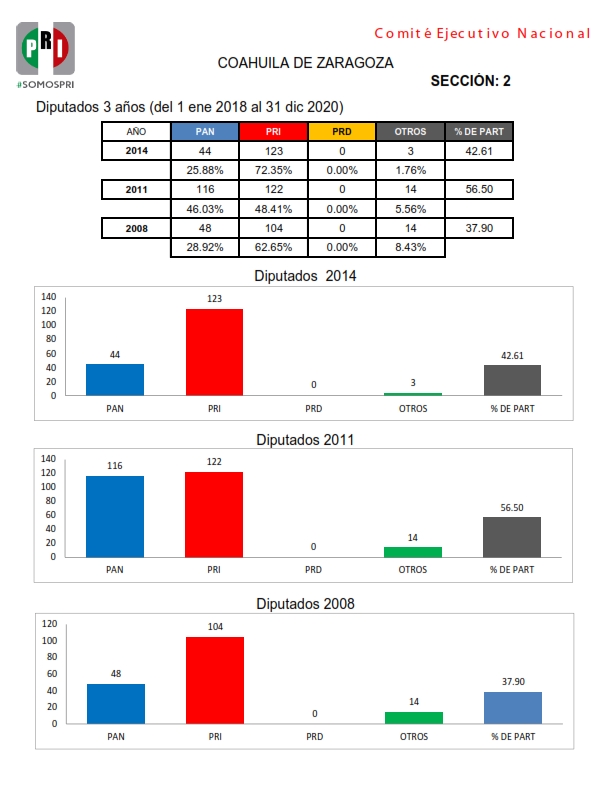 Comité Ejecutivo Nacional
PRI
#SOMOSPRI
COAHUILA DE ZARAGOZA
SECCIÓN: 2
Diputados 3 años (del 1 ene 2018 al 31 dic 2020)
AÑO PAN PRI PRD OTROS % DE PART
2014 44 123 0 3 42.61
25.88% 72.35% 0.00% 1.76%
2011 116 122 0 14 56.50
46.03% 48.41% 0.00% 5.56%
2008 48 104 0 14 37.90
28.92% 62.65% 0.00% 8.43%
Diputados 2014
140
120
100
80
60
40
20
0
44 123 0 3 42.61
PAN PRI PRD OTROS % DE PART
Diputados 2011
140
120
100
80
60
40
20
0
116 122 0 14 56.50
PAN PRI PRD OTROS % DE PART
Diputados 2008
120
100
80
60
40
20
0
48 104 0 14 37.90
PAN PRI PRD OTROS % DE PART